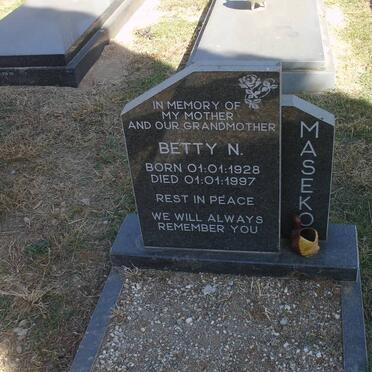 IN MEMORY OF
MY MOTHER
AND OUR GRANDMOTHER
BETTY N.
BORN 01:01:1928
DIED 01:01:1997
REST IN PEACE
WE WILL ALWAYS
REMEMBER YOU
MASEKO